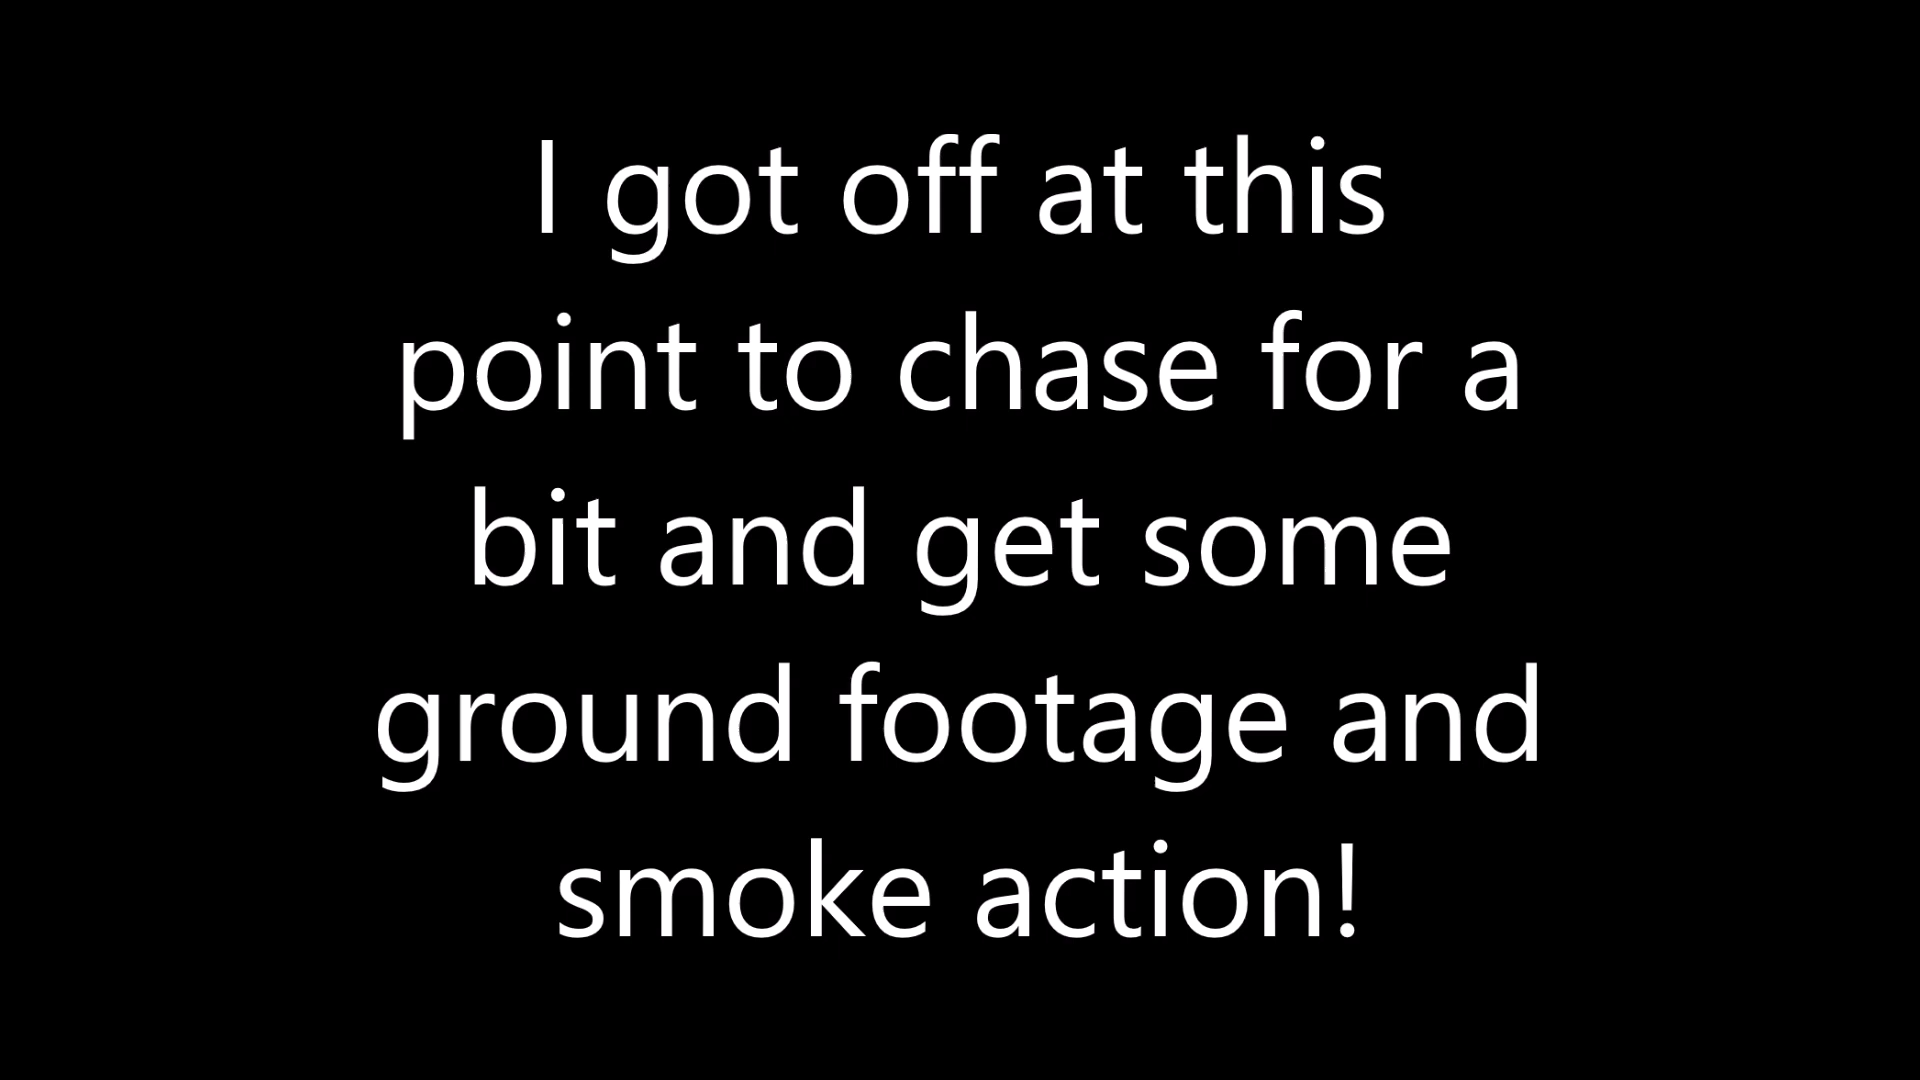 I got off at this
point to chase for a
bit and get some
ground footage and
smoke action!